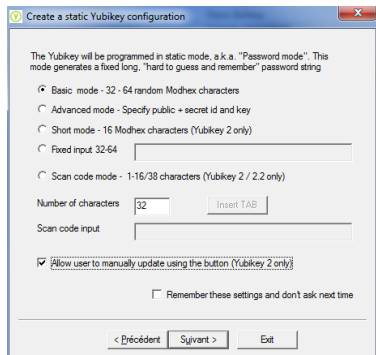 Create a static Yubikey configuration
The Yubikey will be programmed in static mode, a.k.a. "Password mode". This
mode generates a fixed long, "hard to guess and remember" password string
Basic mode - 32 - 64 random Modhex characters
Advanced mode - Specify public + secret id and key
Short mode - 16 Modhex characters (Yubikey 2 only)
Fixed input 32-64
Scan code mode - 1-16/38 characters (Yubikey 2 / 2.2 only)
Number of characters 32 Insert TAB
Scan code input
Allow user to manually update using the button (Yubikey 2 only)
Remember these settings and don't ask next time
< Précédent Suivant > Exit